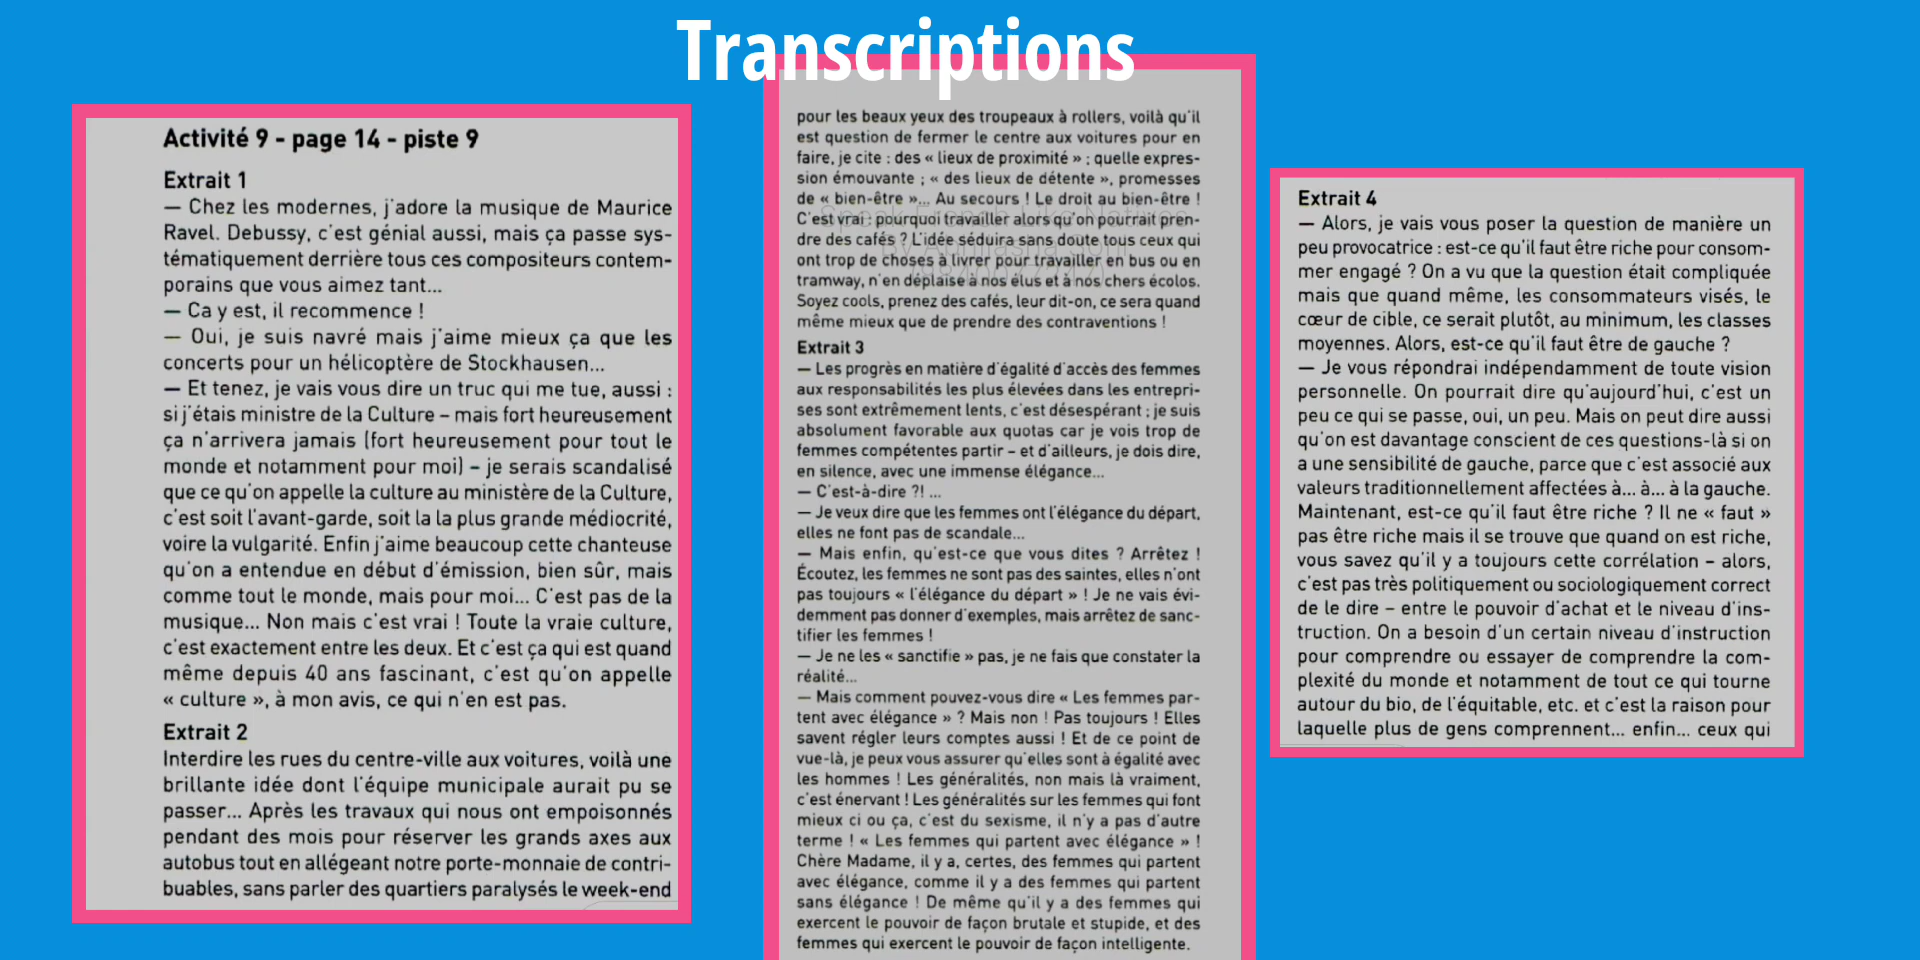 Transcriptions
Activité 9 - page 14 - piste 9
Extrait 1
— Chez les modernes, j'adore la musique de Maurice
Ravel. Debussy, c'est génial aussi, mais ça passe sys-
tématiquement derrière tous ces compositeurs contem-
porains que vous aimez tant...
— Ca y est, il recommence !
— Oui, je suis navré mais j'aime mieux ça que les
concerts pour un hélicoptère de Stockhausen...
— Et tenez, je vais vous dire un truc qui me tue, aussi :
si j'étais ministre de la Culture – mais fort heureusement
ça n'arrivera jamais (fort heureusement pour tout le
monde et notamment pour moi) – je serais scandalisé
que ce qu'on appelle la culture au ministère de la Culture,
c'est soit l'avant-garde, soit la la plus grande médiocrité,
voire la vulgarité. Enfin j'aime beaucoup cette chanteuse
qu'on a entendue en début d'émission, bien sûr, mais
comme tout le monde, mais pour moi... C'est pas de la
musique... Non mais c'est vrai ! Toute la vraie culture,
c'est exactement entre les deux. Et c'est ça qui est quand
même depuis 40 ans fascinant, c'est qu'on appelle
« culture », à mon avis, ce qui n'en est pas.
Extrait 2
Interdire les rues du centre-ville aux voitures, voilà une
brillante idée dont l'équipe municipale aurait pu se
passer... Après les travaux qui nous ont empoisonnés
pendant des mois pour réserver les grands axes aux
autobus tout en allégeant notre porte-monnaie de contri-
buables, sans parler des quartiers paralysés le week-end
pour les beaux yeux des troupeaux à rollers, voilà qu'il
est question de fermer le centre aux voitures pour en
faire, je cite : des « lieux de proximité » ; quelle expres-
sion émouvante ; « des lieux de détente », promesses
de « bien-être »... Au secours ! Le droit au bien-être !
C'est vrai : pourquoi travailler alors qu'on pourrait pren-
dre des cafés ? L'idée séduira sans doute tous ceux qui
ont trop de choses à livrer pour travailler en bus ou en
tramway, n'en déplaise à nos élus et à nos chers écolos.
Soyez cools, prenez des cafés, leur dit-on, ce sera quand
même mieux que de prendre des contraventions !
Extrait 3
— Les progrès en matière d'égalité d'accès des femmes
aux responsabilités les plus élevées dans les entrepri-
ses sont extrêmement lents, c'est désespérant ; je suis
absolument favorable aux quotas car je vois trop de
femmes compétentes partir – et d'ailleurs, je dois dire,
en silence, avec une immense élégance...
— C'est-à-dire ?! ...
— Je veux dire que les femmes ont l'élégance du départ,
elles ne font pas de scandale...
— Mais enfin, qu'est-ce que vous dites ? Arrêtez !
Écoutez, les femmes ne sont pas des saintes, elles n'ont
pas toujours « l'élégance du départ » ! Je ne vais évi-
demment pas donner d'exemples, mais arrêtez de sanc-
tifier les femmes !
— Je ne les « sanctifie » pas, je ne fais que constater la
réalité...
— Mais comment pouvez-vous dire « Les femmes par-
tent avec élégance » ? Mais non ! Pas toujours ! Elles
savent régler leurs comptes aussi ! Et de ce point de
vue-là, je peux vous assurer qu'elles sont à égalité avec
les hommes ! Les généralités, non mais là vraiment,
c'est énervant ! Les généralités sur les femmes qui font
mieux ci ou ça, c'est du sexisme, il n'y a pas d'autre
terme ! « Les femmes qui partent avec élégance » !
Chère Madame, il y a, certes, des femmes qui partent
avec élégance, comme il y a des femmes qui partent
sans élégance ! De même qu'il y a des femmes qui
exercent le pouvoir de façon brutale et stupide, et des
femmes qui exercent le pouvoir de façon intelligente.
Extrait 4
— Alors, je vais vous poser la question de manière un
peu provocatrice : est-ce qu'il faut être riche pour consom-
mer engagé ? On a vu que la question était compliquée
mais que quand même, les consommateurs visés, le
cœur de cible, ce serait plutôt, au minimum, les classes
moyennes. Alors, est-ce qu'il faut être de gauche ?
— Je vous répondrai indépendamment de toute vision
personnelle. On pourrait dire qu'aujourd'hui, c'est un
peu ce qui se passe, oui, un peu. Mais on peut dire aussi
qu'on est davantage conscient de ces questions-là si on
a une sensibilité de gauche, parce que c'est associé aux
valeurs traditionnellement affectées à... à... à la gauche.
Maintenant, est-ce qu'il faut être riche ? Il ne « faut »
pas être riche mais il se trouve que quand on est riche,
vous savez qu'il y a toujours cette corrélation – alors,
c'est pas très politiquement ou sociologiquement correct
de le dire – entre le pouvoir d'achat et le niveau d'ins-
truction. On a besoin d'un certain niveau d'instruction
pour comprendre ou essayer de comprendre la com-
plexité du monde et notamment de tout ce qui tourne
autour du bio, de l'équitable, etc. et c'est la raison pour
laquelle plus de gens comprennent... enfin... ceux qui
Speak French Like Natives